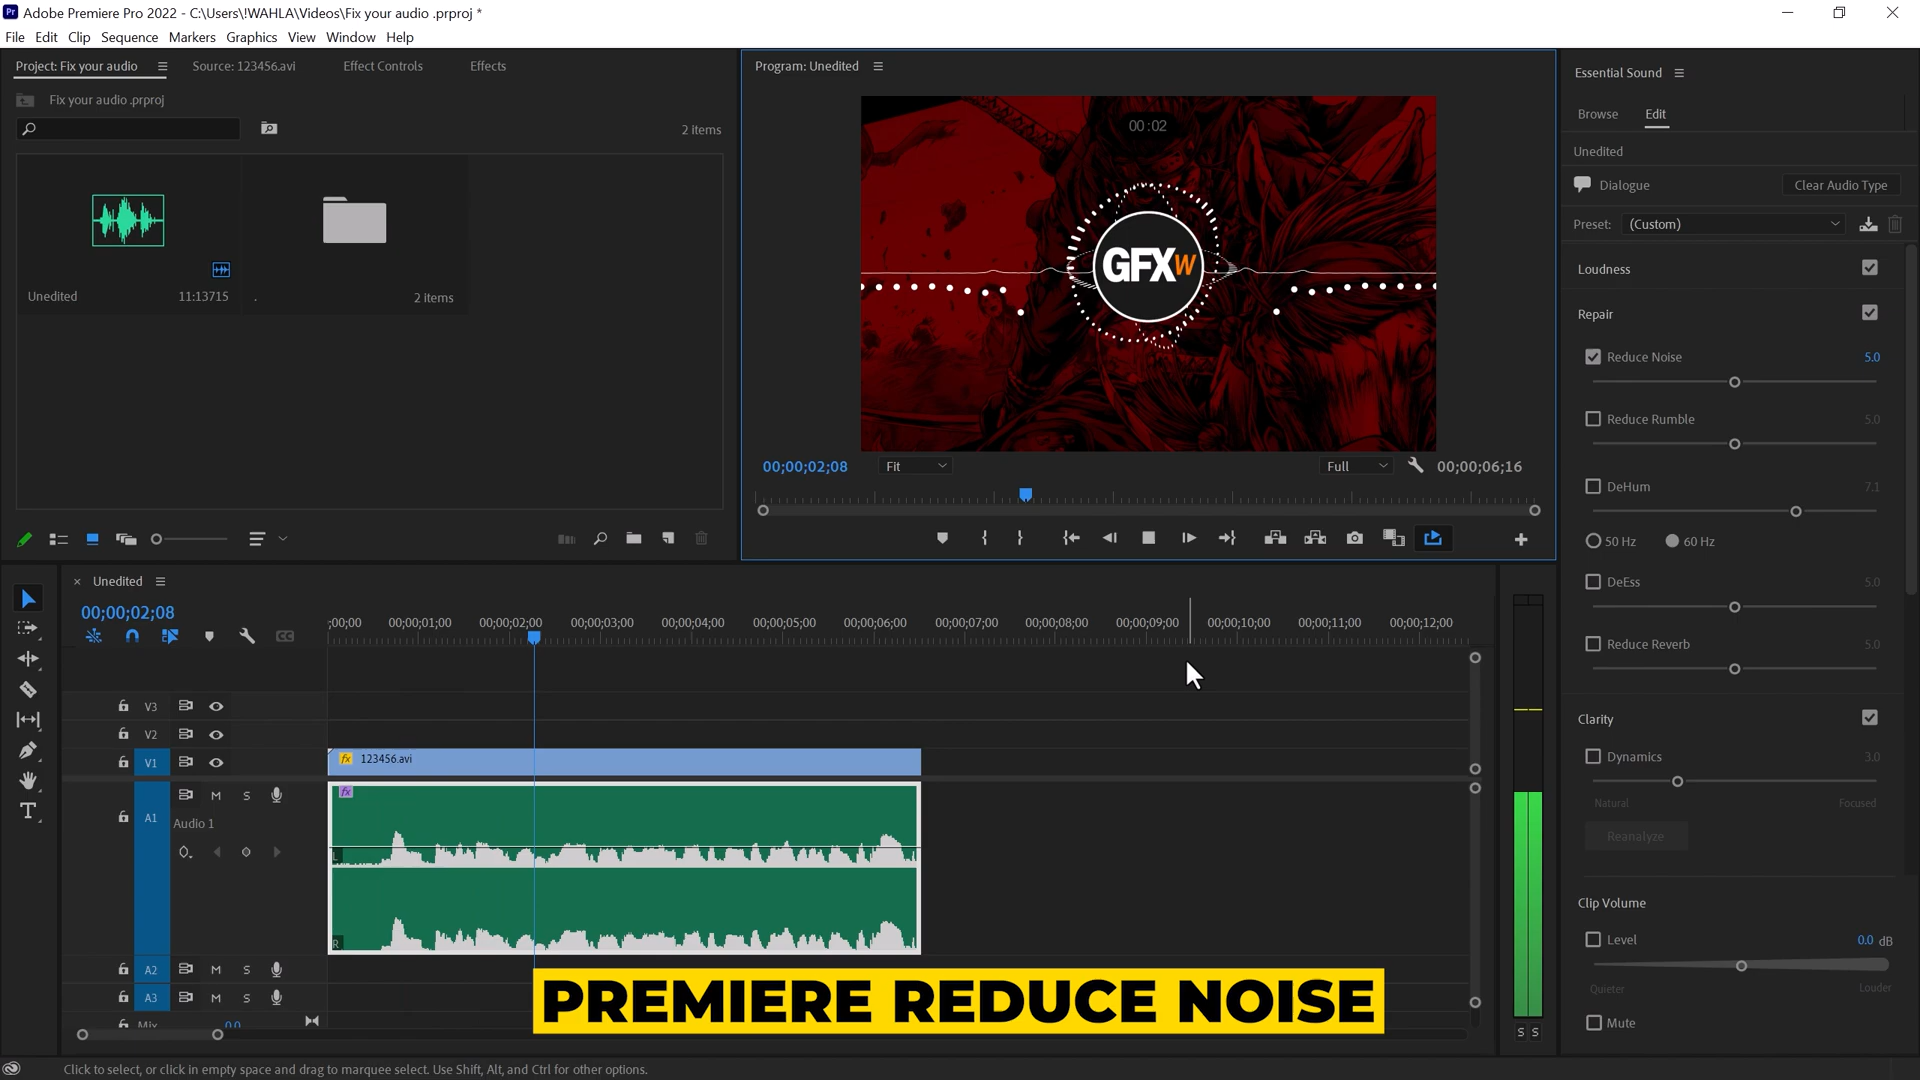 Pr Adobe Premiere Pro 2022 - C:\Users\!WAHLA\Videos\Fix your audio .prproj *
File Edit Clip Sequence Markers Graphics View Window Help
Project: Fix your audio Source: 123456.avi Effect Controls Effects
Fix your audio .prproj
2 items
Unedited 11:13715
. 2 items
Program: Unedited
00:02
GFXW
00;00;02;08 Fit Full 00;00;06;16
Essential Sound
Browse Edit
Unedited
Dialogue Clear Audio Type
Preset: (Custom)
Loudness
Repair
Reduce Noise 5.0
Reduce Rumble 5.0
DeHum 7.1
50 Hz 60 Hz
DeEss 5.0
Reduce Reverb 5.0
Clarity
Dynamics 3.0
Natural Focused
Reanalyze
Clip Volume
Level 0.0 dB
Quieter Louder
Mute
× Unedited
00;00;02;08
;00;00 00;00;01;00 00;00;02;00 00;00;03;00 00;00;04;00 00;00;05;00 00;00;06;00 00;00;07;00 00;00;08;00 00;00;09;00 00;00;10;00 00;00;11;00 00;00;12;00
CC
V3
V2
V1 fx 123456.avi
M S fx
A1 Audio 1
L
R
A2 M S
A3 M S
Mix 0.0
S S
PREMIERE REDUCE NOISE
Click to select, or click in empty space and drag to marquee select. Use Shift, Alt, and Ctrl for other options.